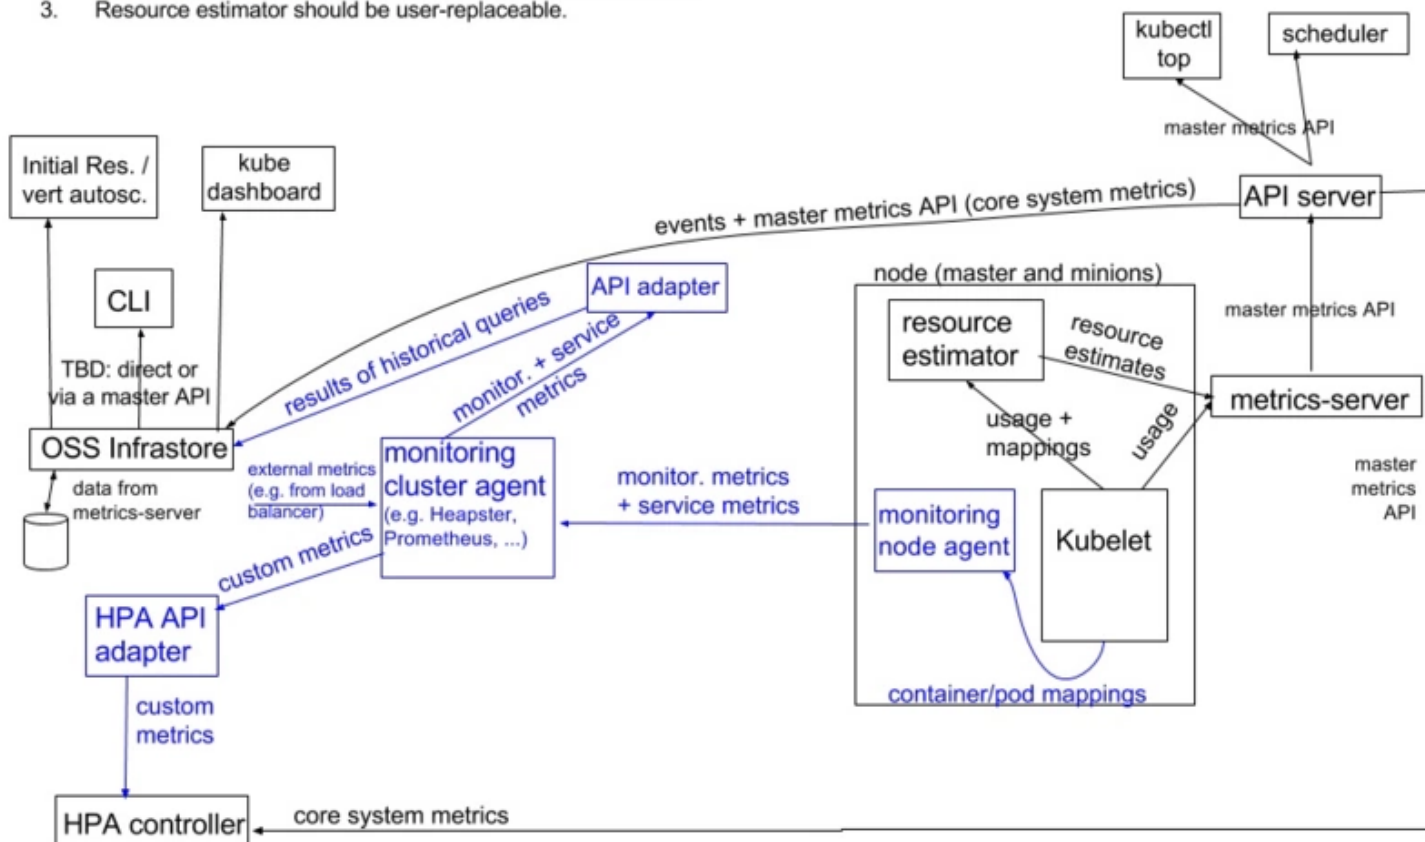 3. Resource estimator should be user-replaceable.
kubectl
top
scheduler
master metrics API
Initial Res. /
vert autosc.
kube
dashboard
API server
events + master metrics API (core system metrics)
CLI
API adapter
node (master and minions)
results of historical queries
monitor. + service
metrics
resource
estimator
resource
estimates
master metrics API
TBD: direct or
via a master API
metrics-server
usage +
mappings
usage
OSS Infrastore
data from
metrics-server
external metrics
(e.g. from load
balancer)
monitoring
cluster agent
(e.g. Heapster,
Prometheus, ...)
monitor. metrics
+ service metrics
monitoring
node agent
Kubelet
master
metrics
API
custom metrics
HPA API
adapter
container/pod mappings
custom
metrics
HPA controller
core system metrics